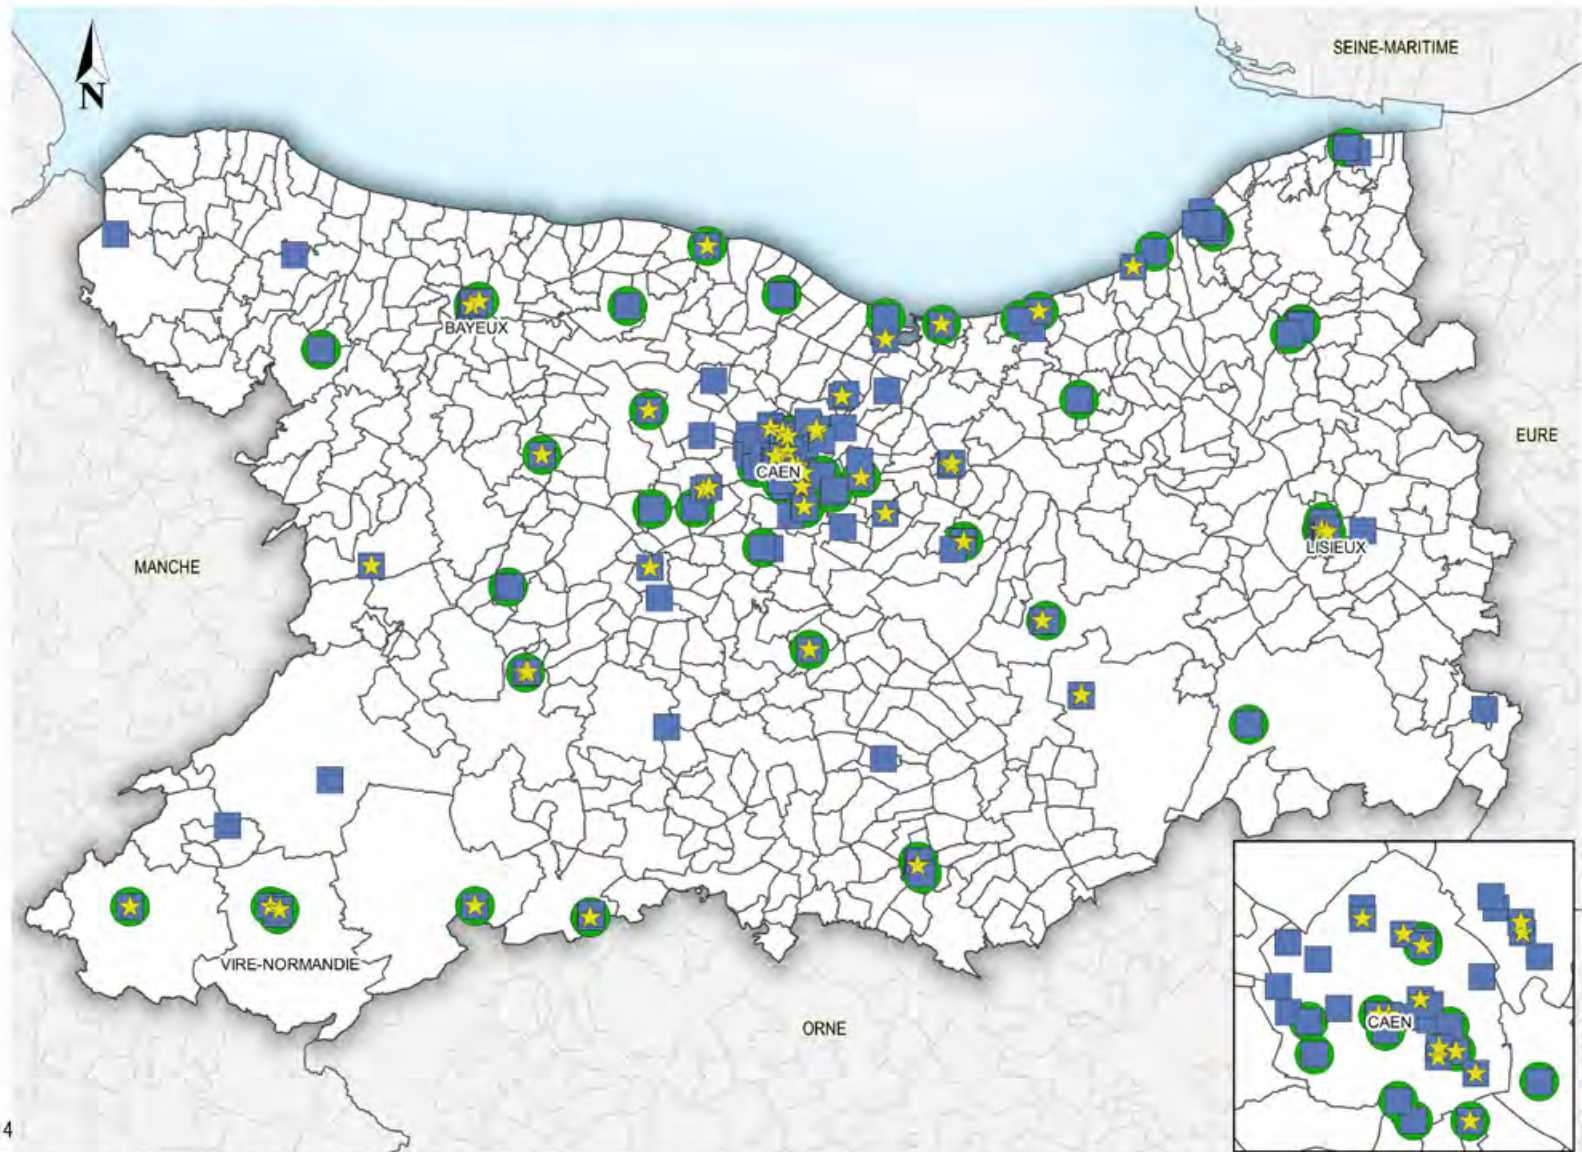 SEINE-MARITIME
N
BAYEUX
EURE
CAEN
LISIEUX
MANCHE
VIRE-NORMANDIE
ORNE
CAEN
4